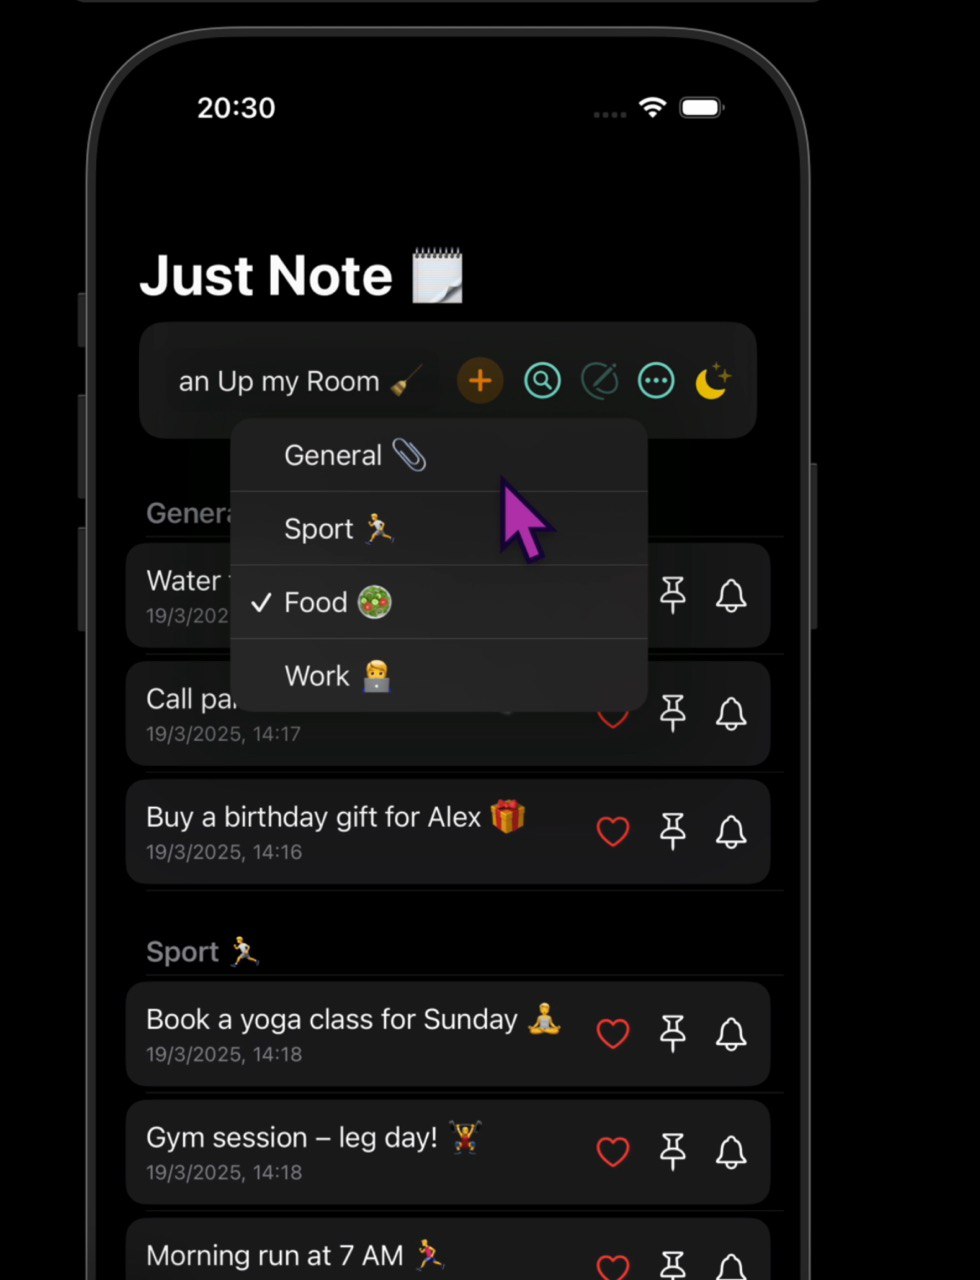 20:30
Just Note
an Up my Room
General
Sport
Food
Work
Water
19/3/202
Call pa
19/3/2025, 14:17
Buy a birthday gift for Alex
19/3/2025, 14:16
Sport
Book a yoga class for Sunday
19/3/2025, 14:18
Gym session – leg day!
19/3/2025, 14:18
Morning run at 7 AM